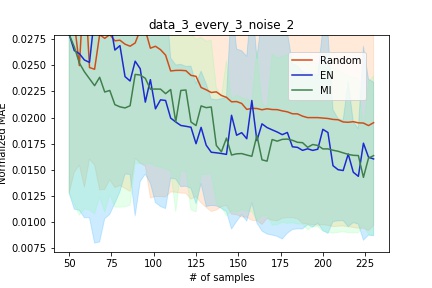 data_3_every_3_noise_2
0.0275
0.0250
0.0225
0.0200
0.0175
0.0150
0.0125
0.0100
0.0075
Normalized MAE
Random
EN
MI
50
75
100
125
150
175
200
225
# of samples